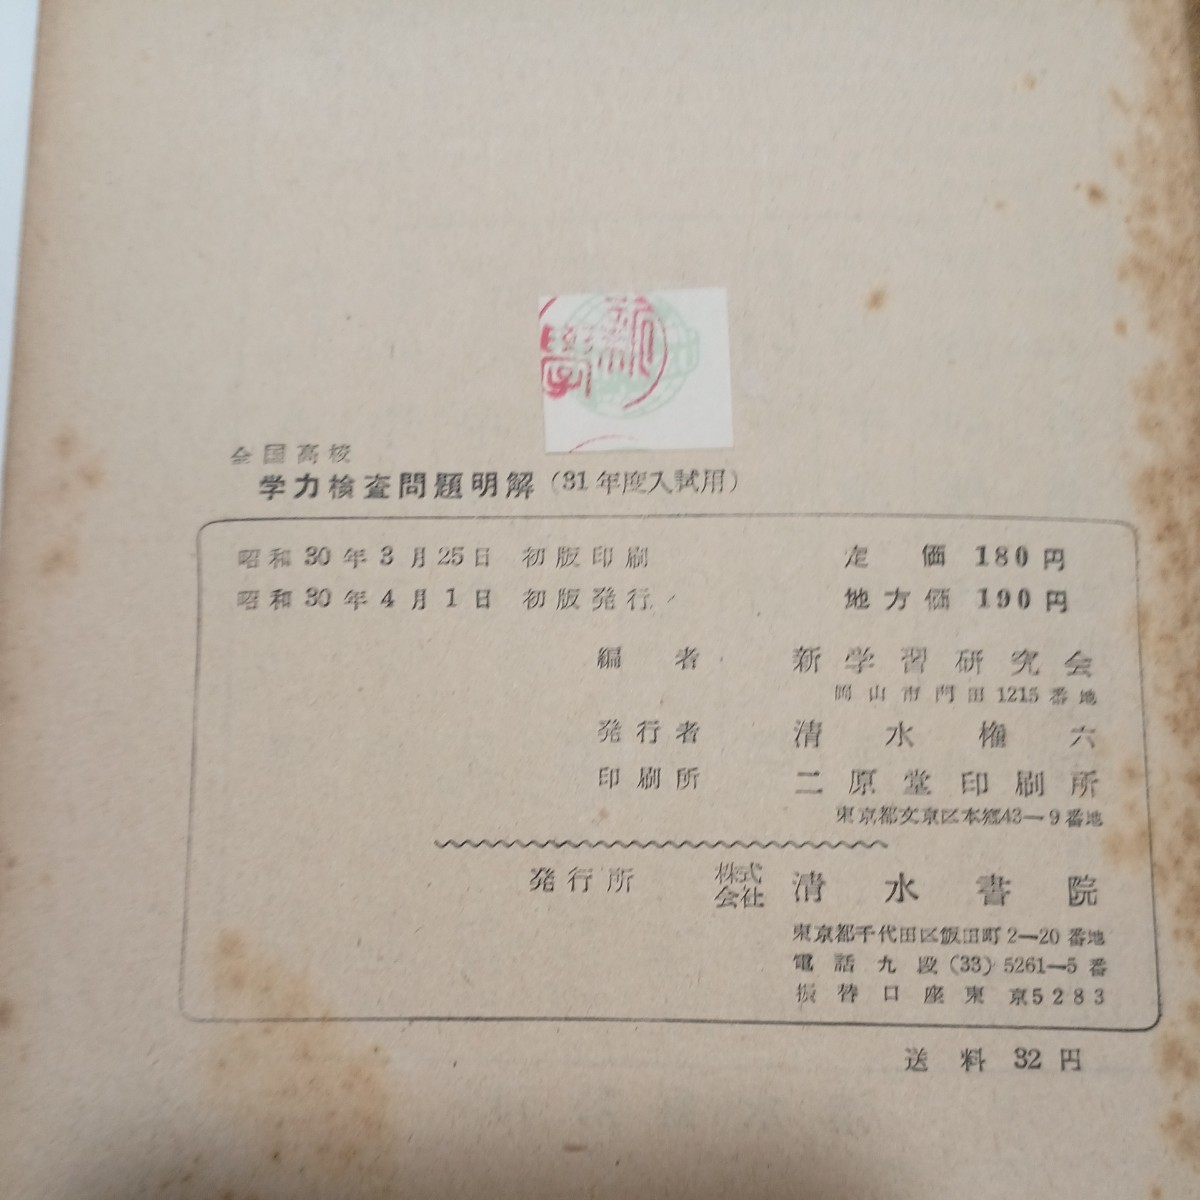 新学
全国高校
学力検査問題明解(31年度入試用)
昭和30年3月25日 初版印刷 定価 180円
昭和30年4月1日 初版発行 地方価 190円
編者 新学習研究会
岡山市門田1215番地
発行者 清水権六
印刷所 二原堂印刷所
東京都文京区本郷43-9番地
発行所 株式会社 清水書院
東京都千代田区飯田町2-20番地
電話九段(33)5261-5番
振替口座東京5283
送料 32円